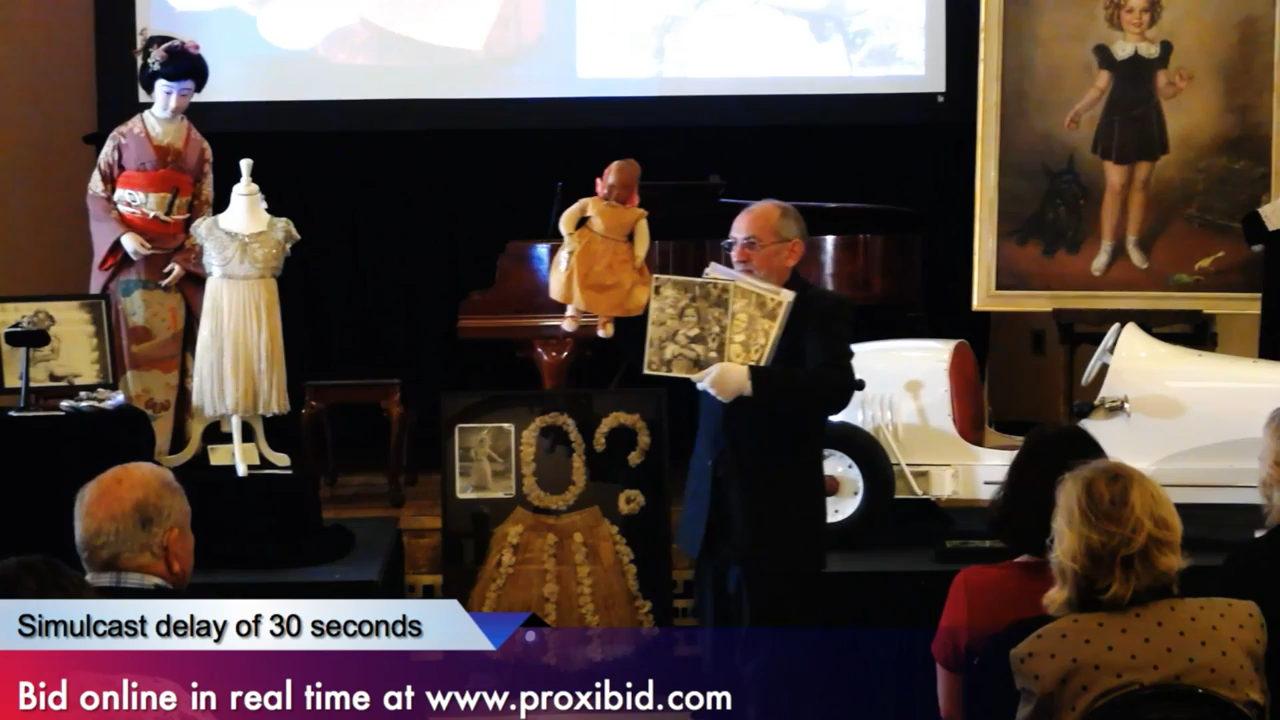 Simulcast delay of 30 seconds
Bid online in real time at www.proxibid.com